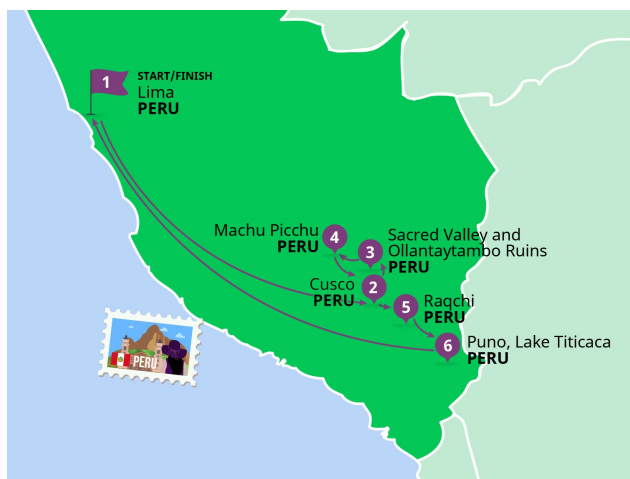 1
START/FINISH
Lima
PERU
Machu Picchu
PERU
4
3
Sacred Valley and
Ollantaytambo Ruins
PERU
Cusco
PERU
2
5
Raqchi
PERU
6
Puno, Lake Titicaca
PERU
PERU